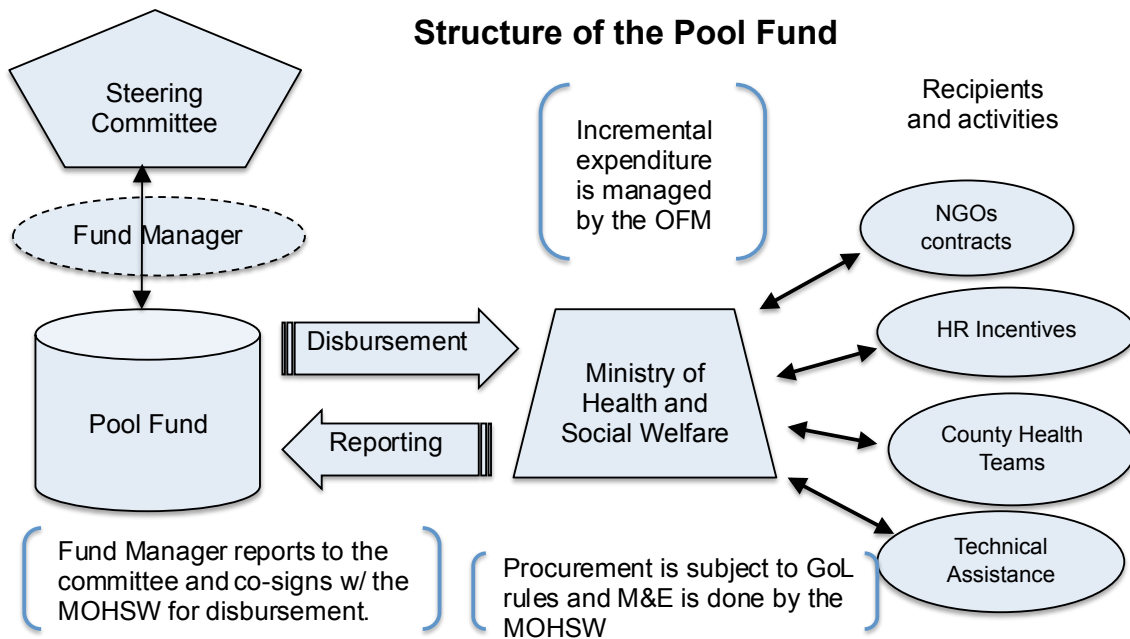 Structure of the Pool Fund
Steering
Committee
Fund Manager
Pool Fund
Disbursement
Reporting
Incremental
expenditure
is managed
by the OFM
Ministry of
Health and
Social Welfare
Recipients
and activities
NGOs
contracts
HR Incentives
County Health
Teams
Technical
Assistance
Fund Manager reports to the
committee and co-signs w/ the
MOHSW for disbursement.
Procurement is subject to GoL
rules and M&E is done by the
MOHSW